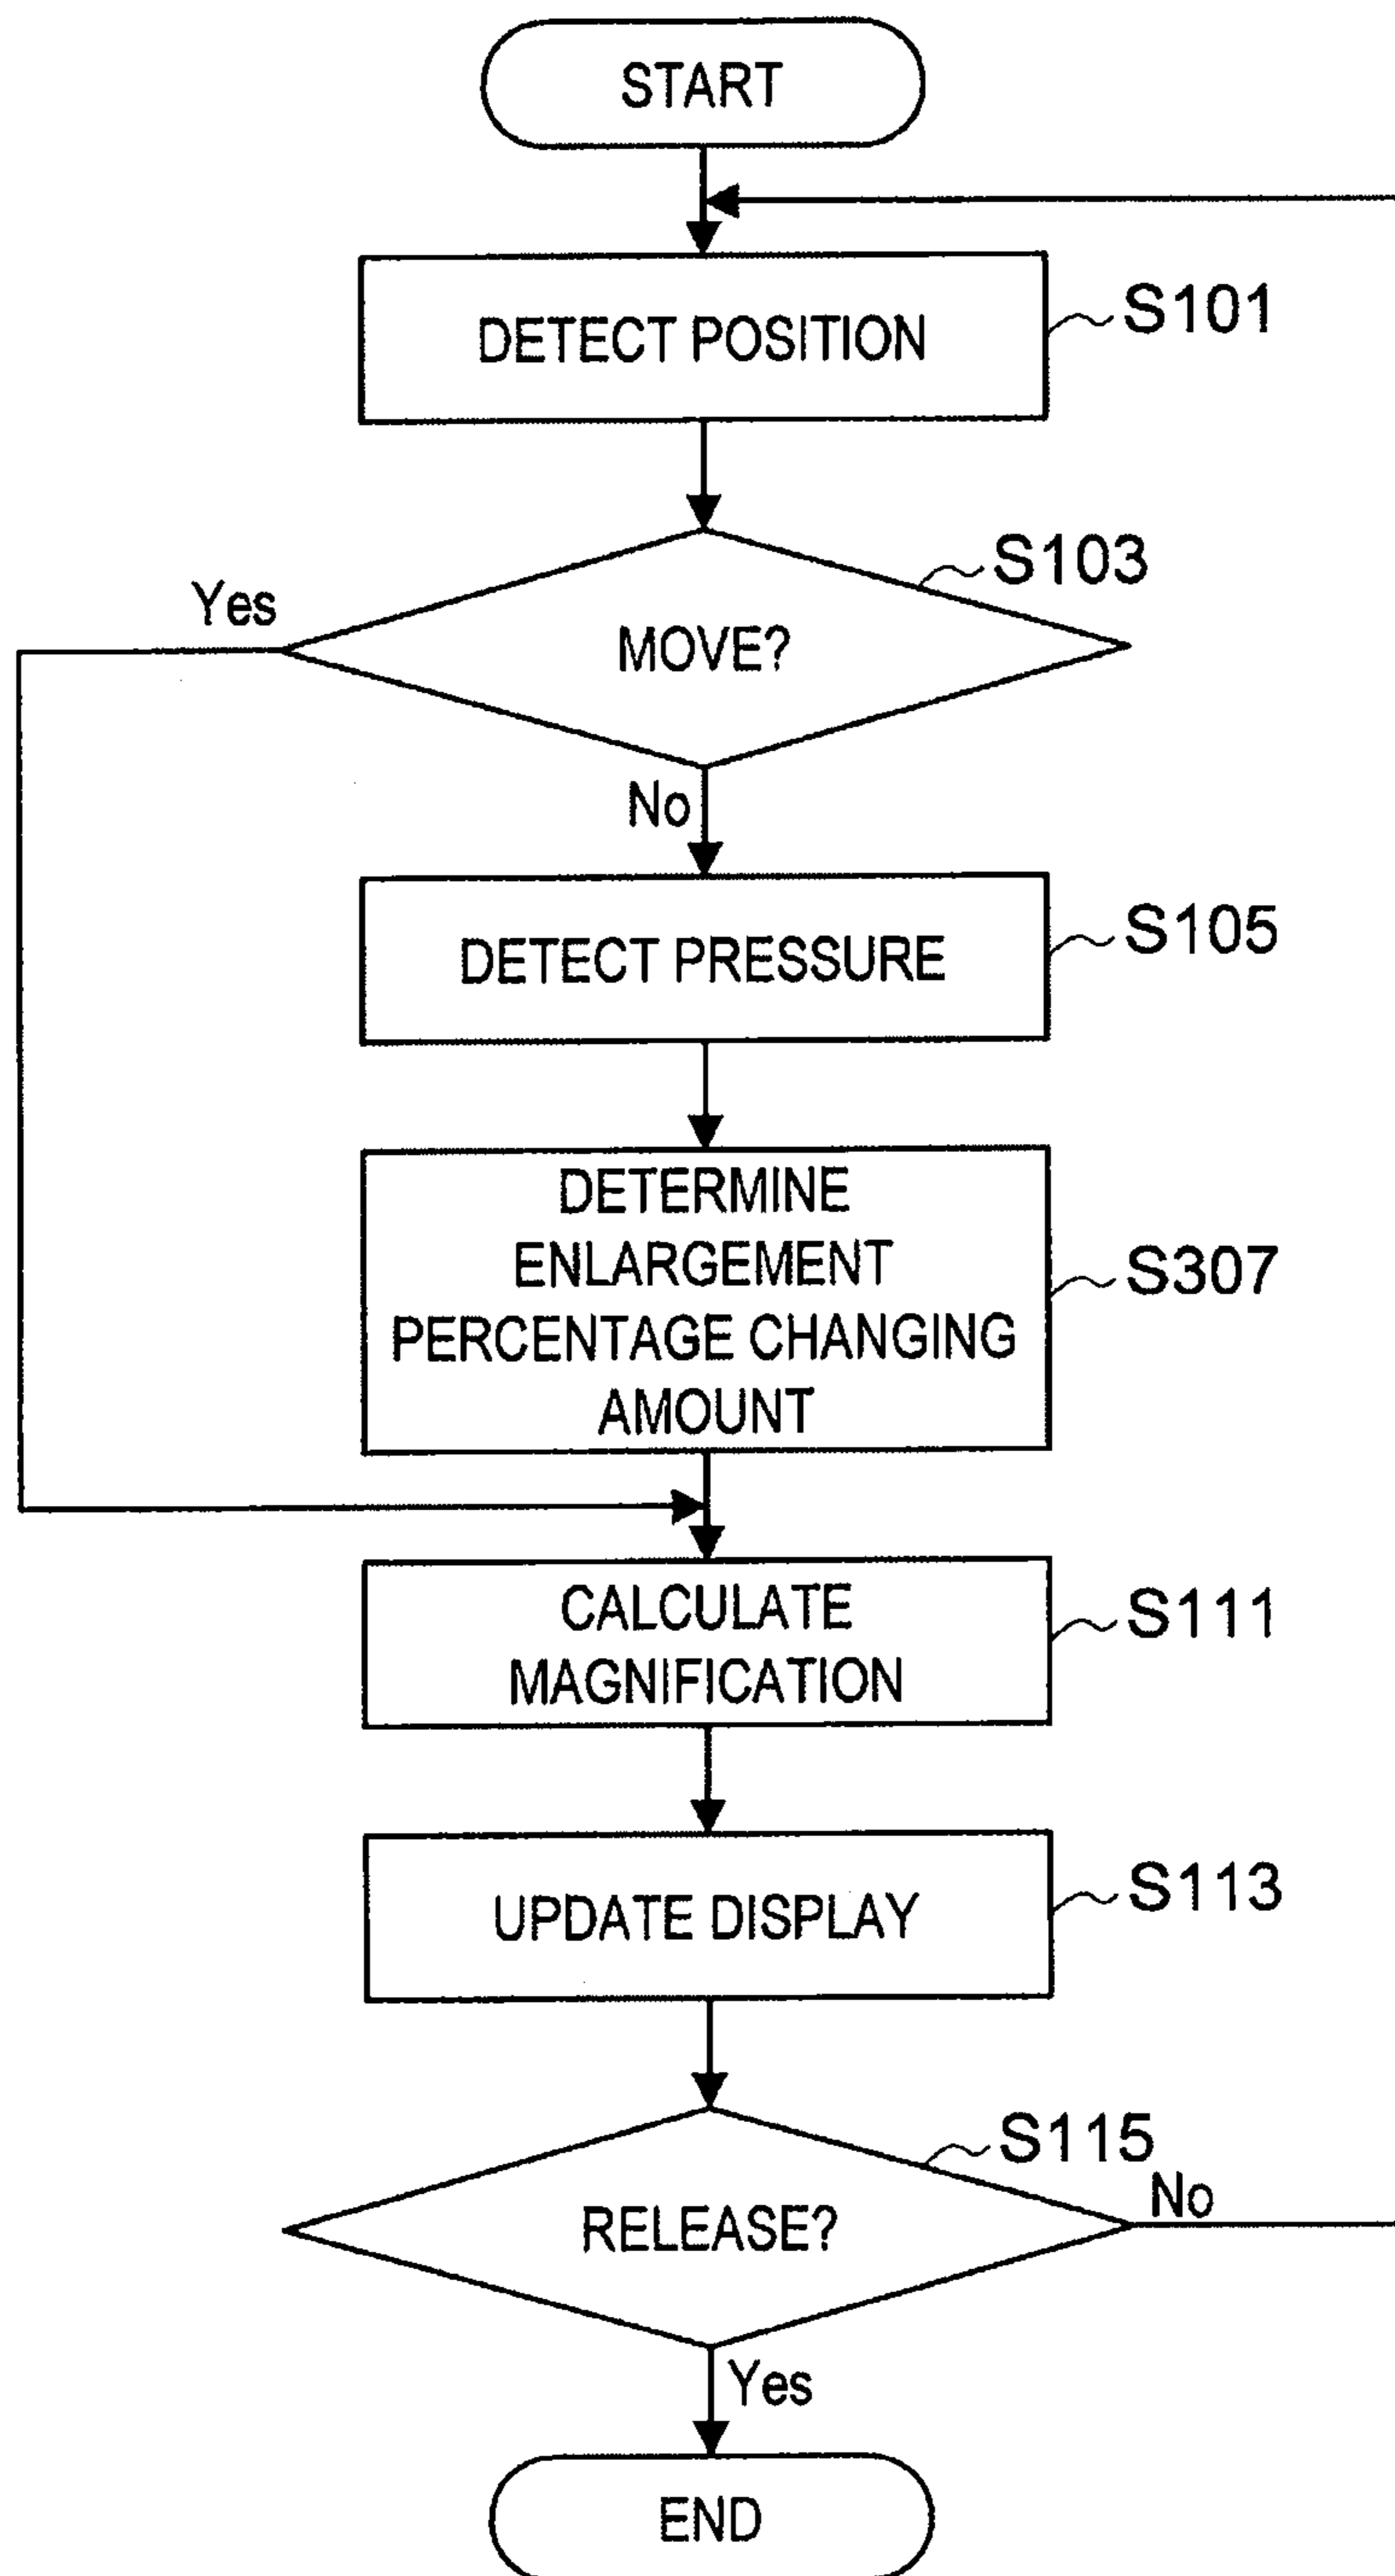 START
DETECT POSITION
S101
S103
Yes
MOVE?
No
DETECT PRESSURE
S105
DETERMINE
ENLARGEMENT
PERCENTAGE CHANGING
AMOUNT
S307
CALCULATE
MAGNIFICATION
S111
UPDATE DISPLAY
S113
S115
RELEASE?
No
Yes
END